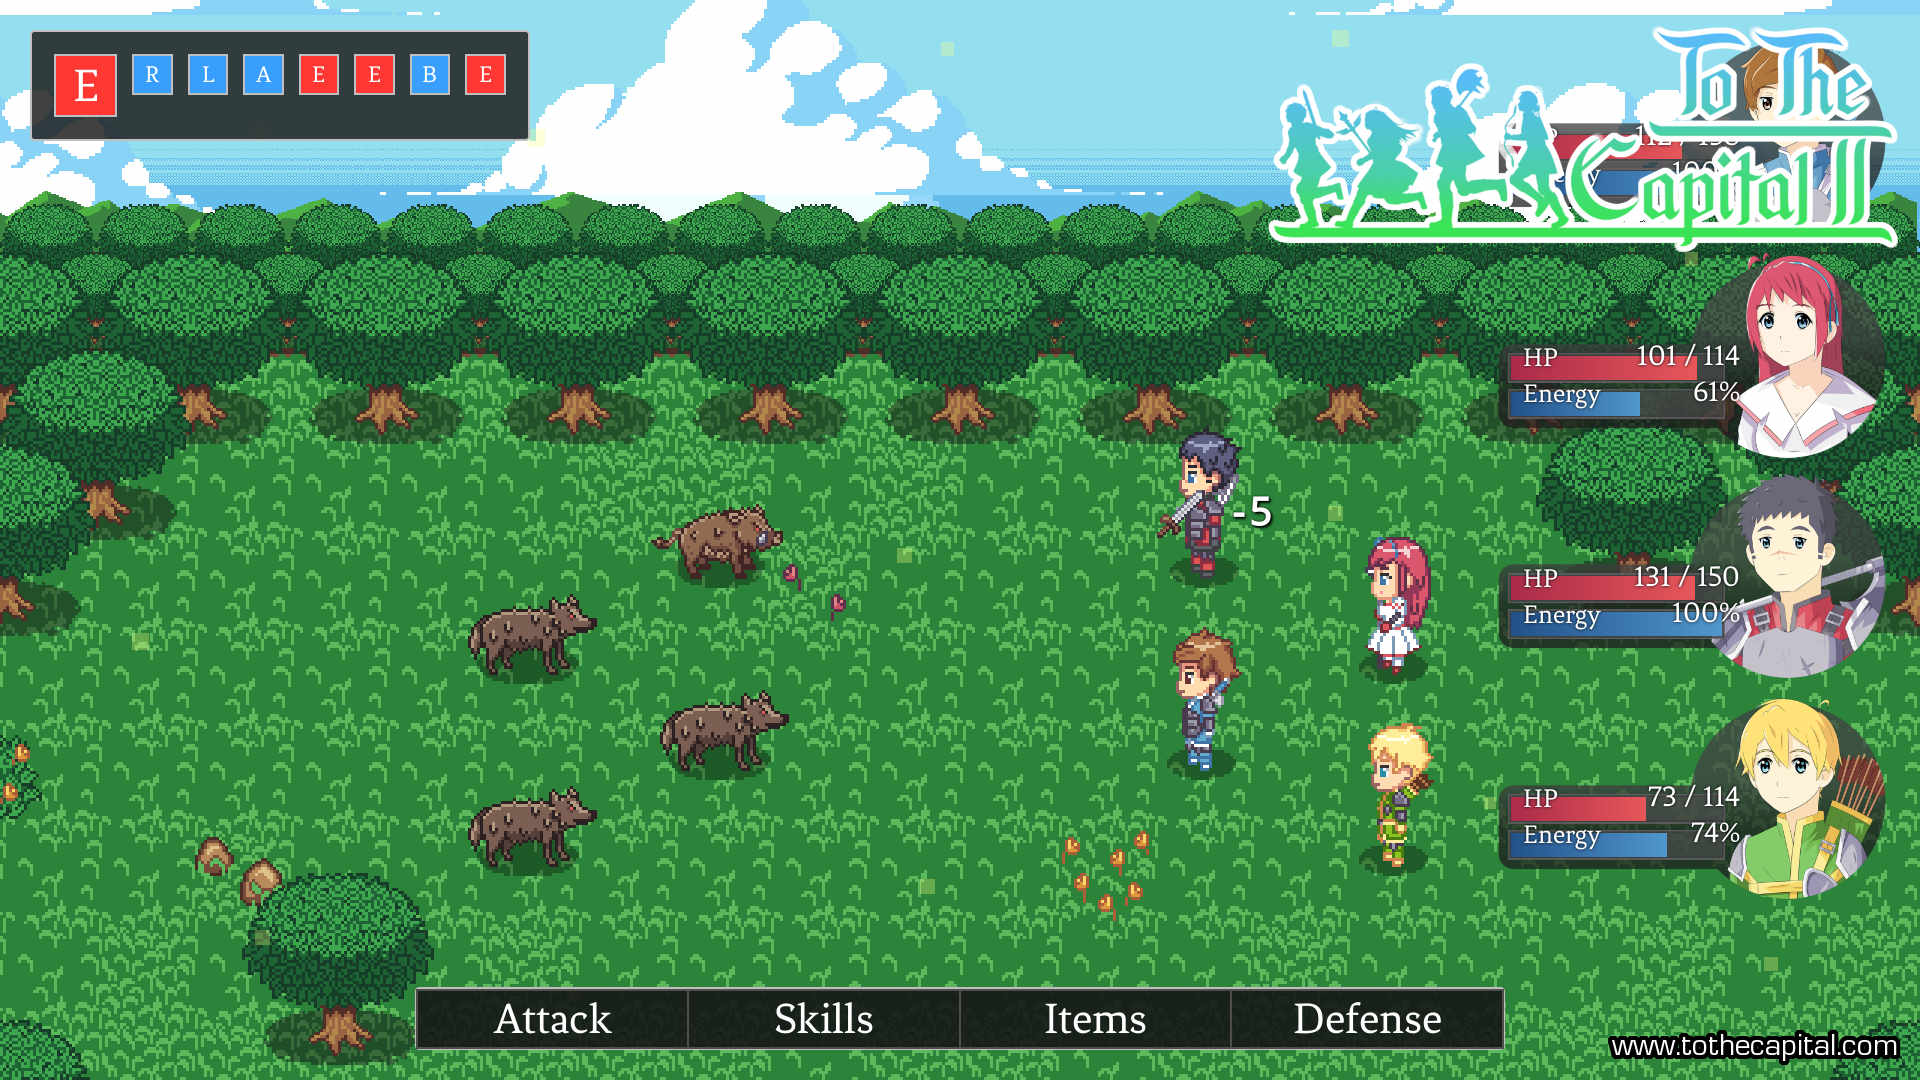 E R L A E E B E
To The
Capital II
HP 101 / 114
Energy 61%
-5
HP 131 / 150
Energy 100%
HP 73 / 114
Energy 74%
Attack Skills Items Defense
www.tothecapital.com